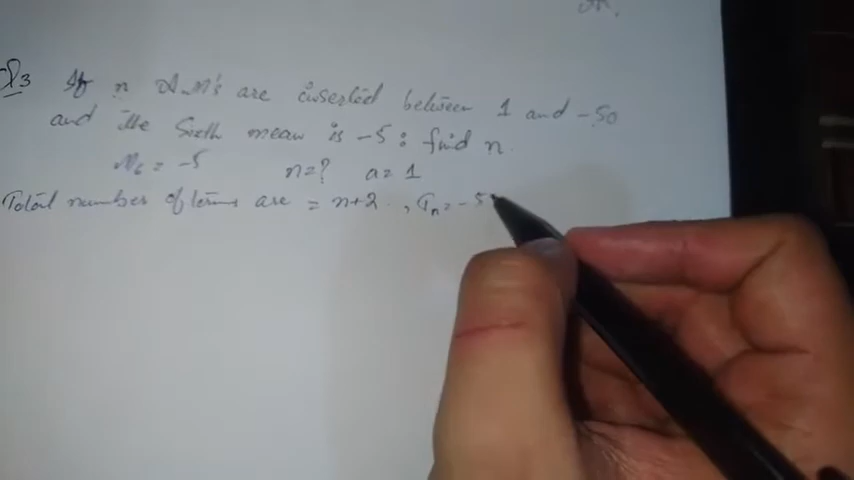 Q3 If n A.M's are inserted between 1 and -50
and the Sixth mean is -5 : find n.
M6 = -5 n=? a= 1
Total number of terms are = n+2 , Tn = -5